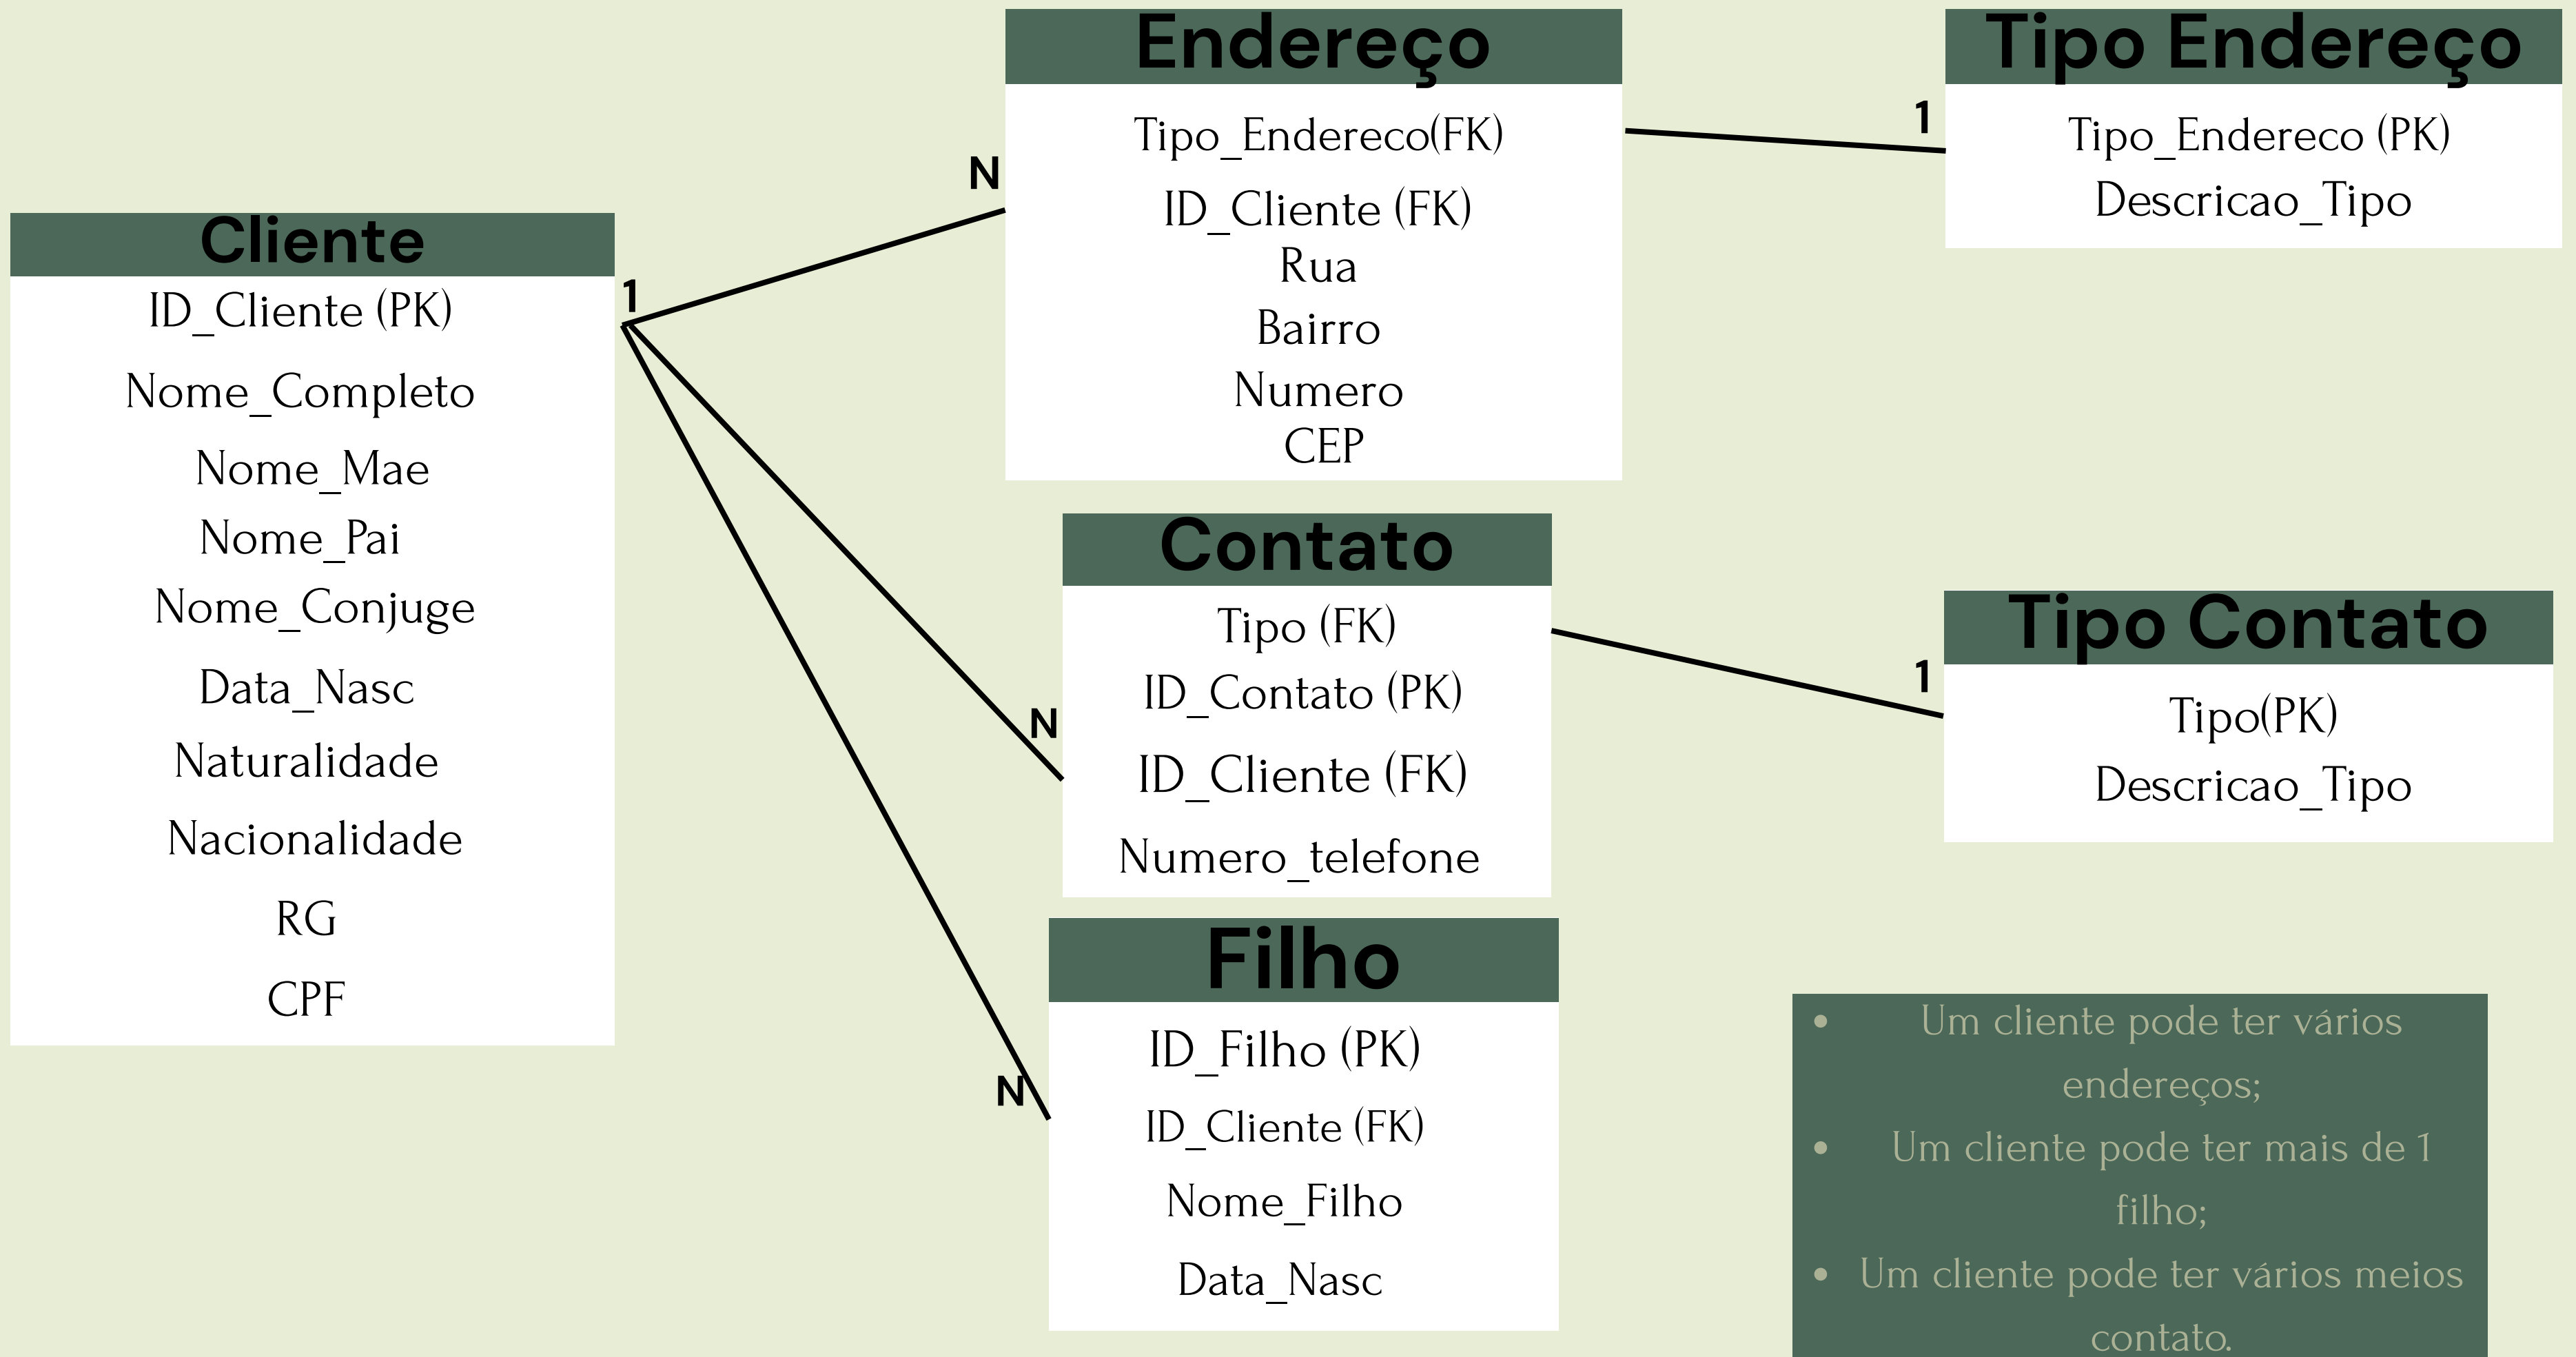 Cliente
ID_Cliente (PK)
Nome_Completo
Nome_Mae
Nome_Pai
Nome_Conjuge
Data_Nasc
Naturalidade
Nacionalidade
RG
CPF
1
N
N
N
Endereço
Tipo_Endereco(FK)
ID_Cliente (FK)
Rua
Bairro
Numero
CEP
1
Tipo Endereço
Tipo_Endereco (PK)
Descricao_Tipo
Contato
Tipo (FK)
ID_Contato (PK)
ID_Cliente (FK)
Numero_telefone
1
Tipo Contato
Tipo(PK)
Descricao_Tipo
Filho
ID_Filho (PK)
ID_Cliente (FK)
Nome_Filho
Data_Nasc
• Um cliente pode ter vários
endereços;
• Um cliente pode ter mais de 1
filho;
• Um cliente pode ter vários meios
contato.